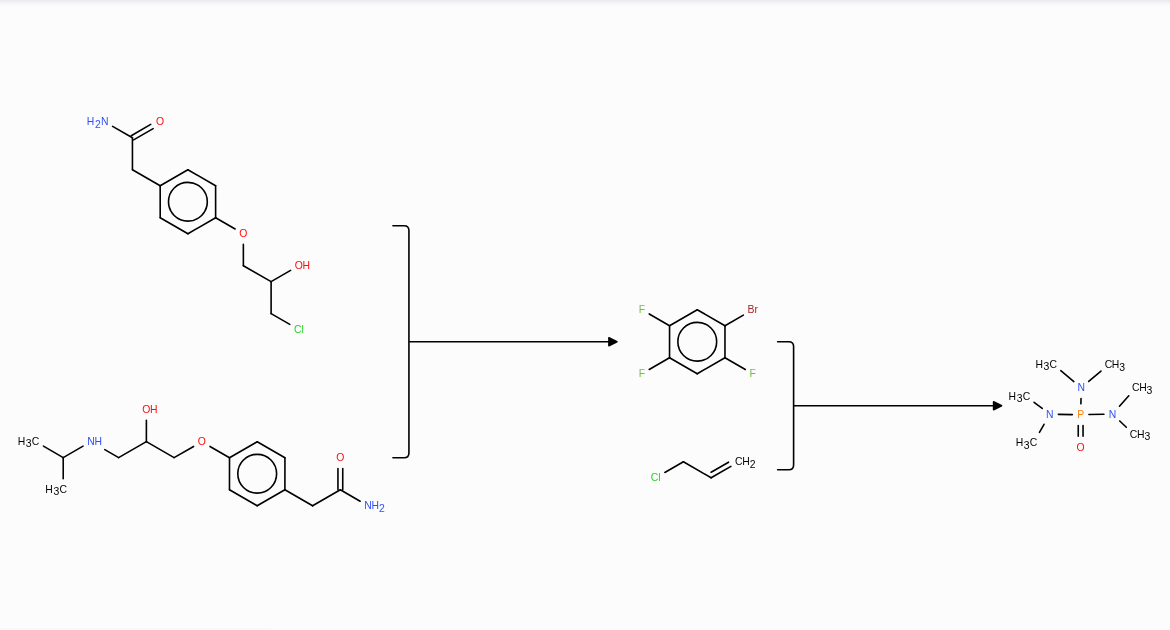 H2N O
O
OH
Cl
OH
H3C NH O O
H3C NH2
F Br
F F
Cl CH2
H3C CH3
N CH3
H3C N P N
H3C O CH3